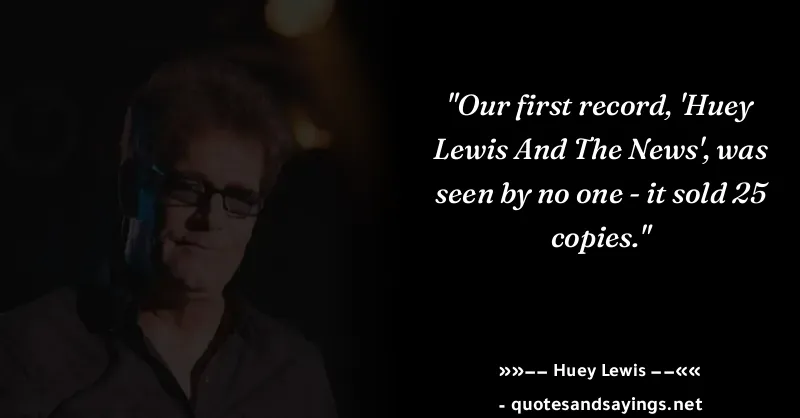 "Our first record, 'Huey
Lewis And The News', was
seen by no one - it sold 25
copies."
»»–– Huey Lewis ––««
- quotesandsayings.net